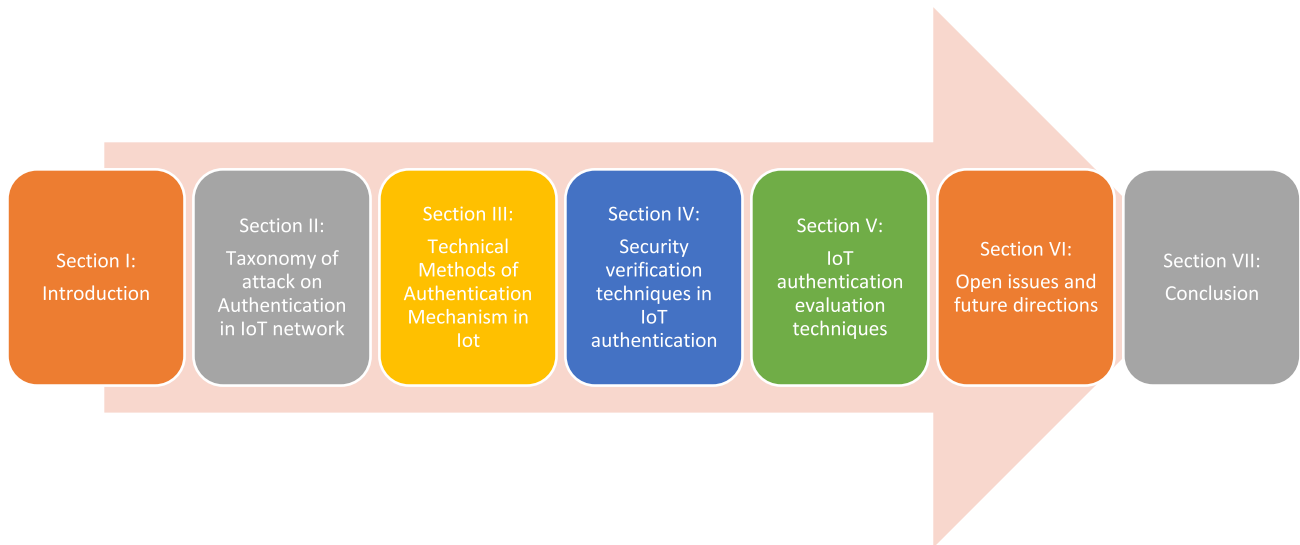 Section I:
Introduction
Section II:
Taxonomy of
attack on
Authentication
in IoT network
Section III:
Technical
Methods of
Authentication
Mechanism in
Iot
Section IV:
Security
verification
techniques in
IoT
authentication
Section V:
IoT
authentication
evaluation
techniques
Section VI:
Open issues and
future directions
Section VII:
Conclusion